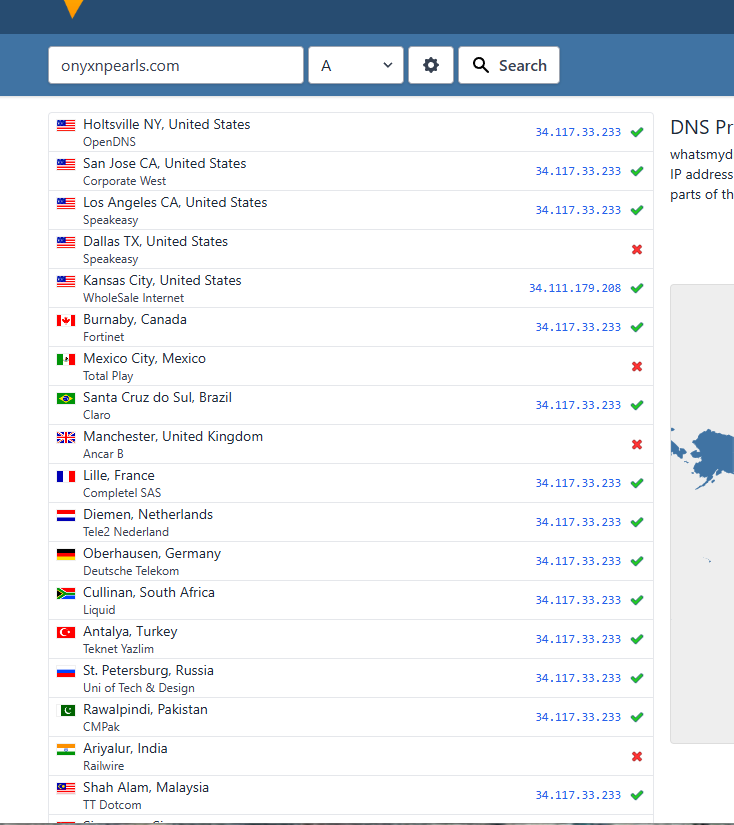 onyxnpearls.com
A
Search
Holtsville NY, United States
OpenDNS
34.117.33.233
San Jose CA, United States
Corporate West
34.117.33.233
Los Angeles CA, United States
Speakeasy
34.117.33.233
Dallas TX, United States
Speakeasy
Kansas City, United States
WholeSale Internet
34.111.179.208
Burnaby, Canada
Fortinet
34.117.33.233
Mexico City, Mexico
Total Play
Santa Cruz do Sul, Brazil
Claro
34.117.33.233
Manchester, United Kingdom
Ancar B
Lille, France
Completel SAS
34.117.33.233
Diemen, Netherlands
Tele2 Nederland
34.117.33.233
Oberhausen, Germany
Deutsche Telekom
34.117.33.233
Cullinan, South Africa
Liquid
34.117.33.233
Antalya, Turkey
Teknet Yazlim
34.117.33.233
St. Petersburg, Russia
Uni of Tech & Design
34.117.33.233
Rawalpindi, Pakistan
CMPak
34.117.33.233
Ariyalur, India
Railwire
Shah Alam, Malaysia
TT Dotcom
34.117.33.233
DNS Pr
whatsmyd
IP address
parts of th